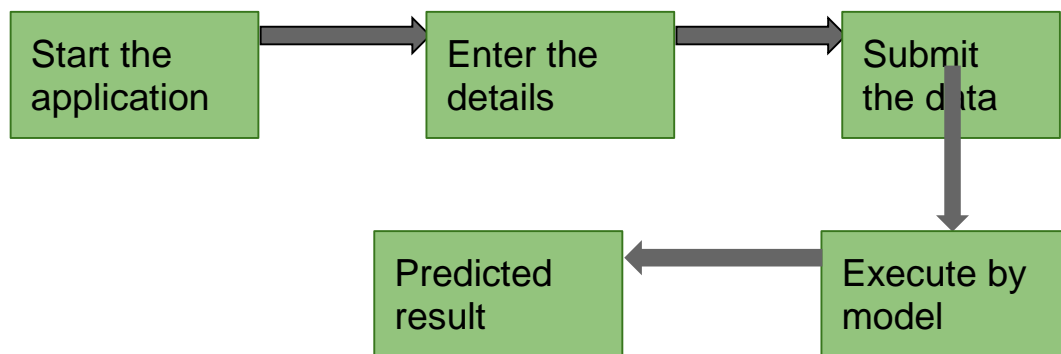 Start the
application
Enter the
details
Submit
the data
Execute by
model
Predicted
result